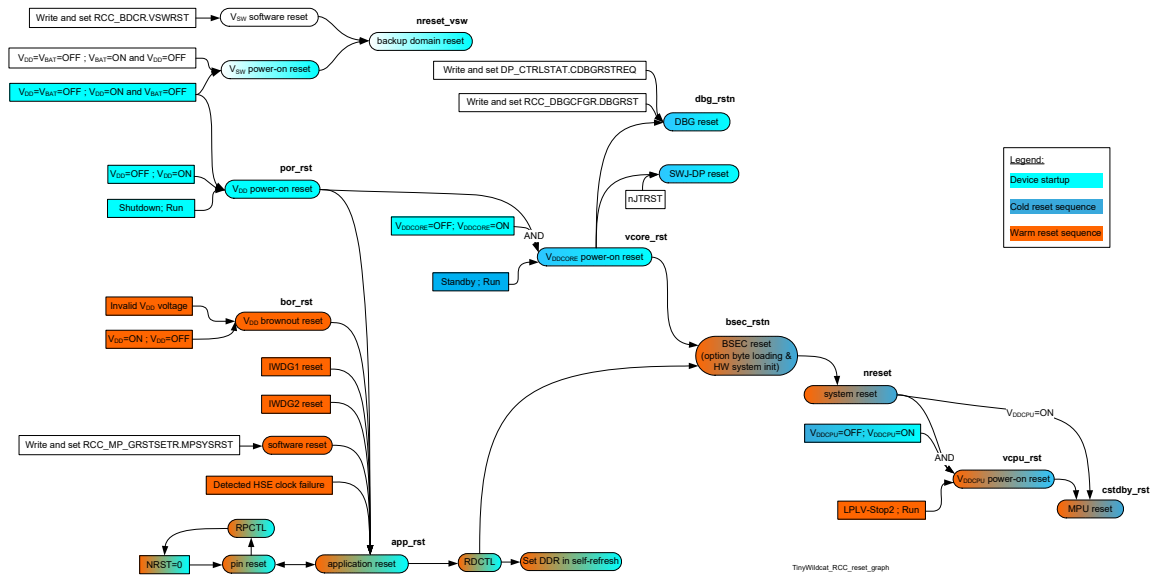 Write and set RCC_BDCR.VSWRST
VSW software reset
nreset_vsw
backup domain reset
VDD=VBAT=OFF ; VBAT=ON and VDD=OFF
VSW power-on reset
VDD=VBAT=OFF ; VDD=ON and VBAT=OFF
Write and set DP_CTRLSTAT.CDBGRSTREQ
Write and set RCC_DBGCFGR.DBGRST
dbg_rstn
DBG reset
Legend:
Device startup
Cold reset sequence
Warm reset sequence
por_rst
VDD=OFF ; VDD=ON
VDD power-on reset
Shutdown; Run
SWJ-DP reset
nJTRST
VDDCORE=OFF; VDDCORE=ON
AND
vcore_rst
VDDCORE power-on reset
Standby ; Run
bor_rst
Invalid VDD voltage
VDD brownout reset
VDD=ON ; VDD=OFF
bsec_rstn
BSEC reset
(option byte loading &
HW system init)
IWDG1 reset
IWDG2 reset
nreset
system reset
VDDCPU=ON
Write and set RCC_MP_GRSTSETR.MPSYSRST
software reset
VDDCPU=OFF; VDDCPU=ON
AND
vcpu_rst
VDDCPU power-on reset
Detected HSE clock failure
LPLV-Stop2 ; Run
cstdby_rst
MPU reset
RPCTL
app_rst
NRST=0
pin reset
application reset
RDCTL
Set DDR in self-refresh
TinyWildcat_RCC_reset_graph